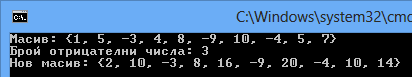 C:\Windows\system32\cmd
Масив: {1, 5, -3, 4, 8, -9, 10, -4, 5, 7}
Брой отрицателни числа: 3
Нов масив: {2, 10, -3, 8, 16, -9, 20, -4, 10, 14}